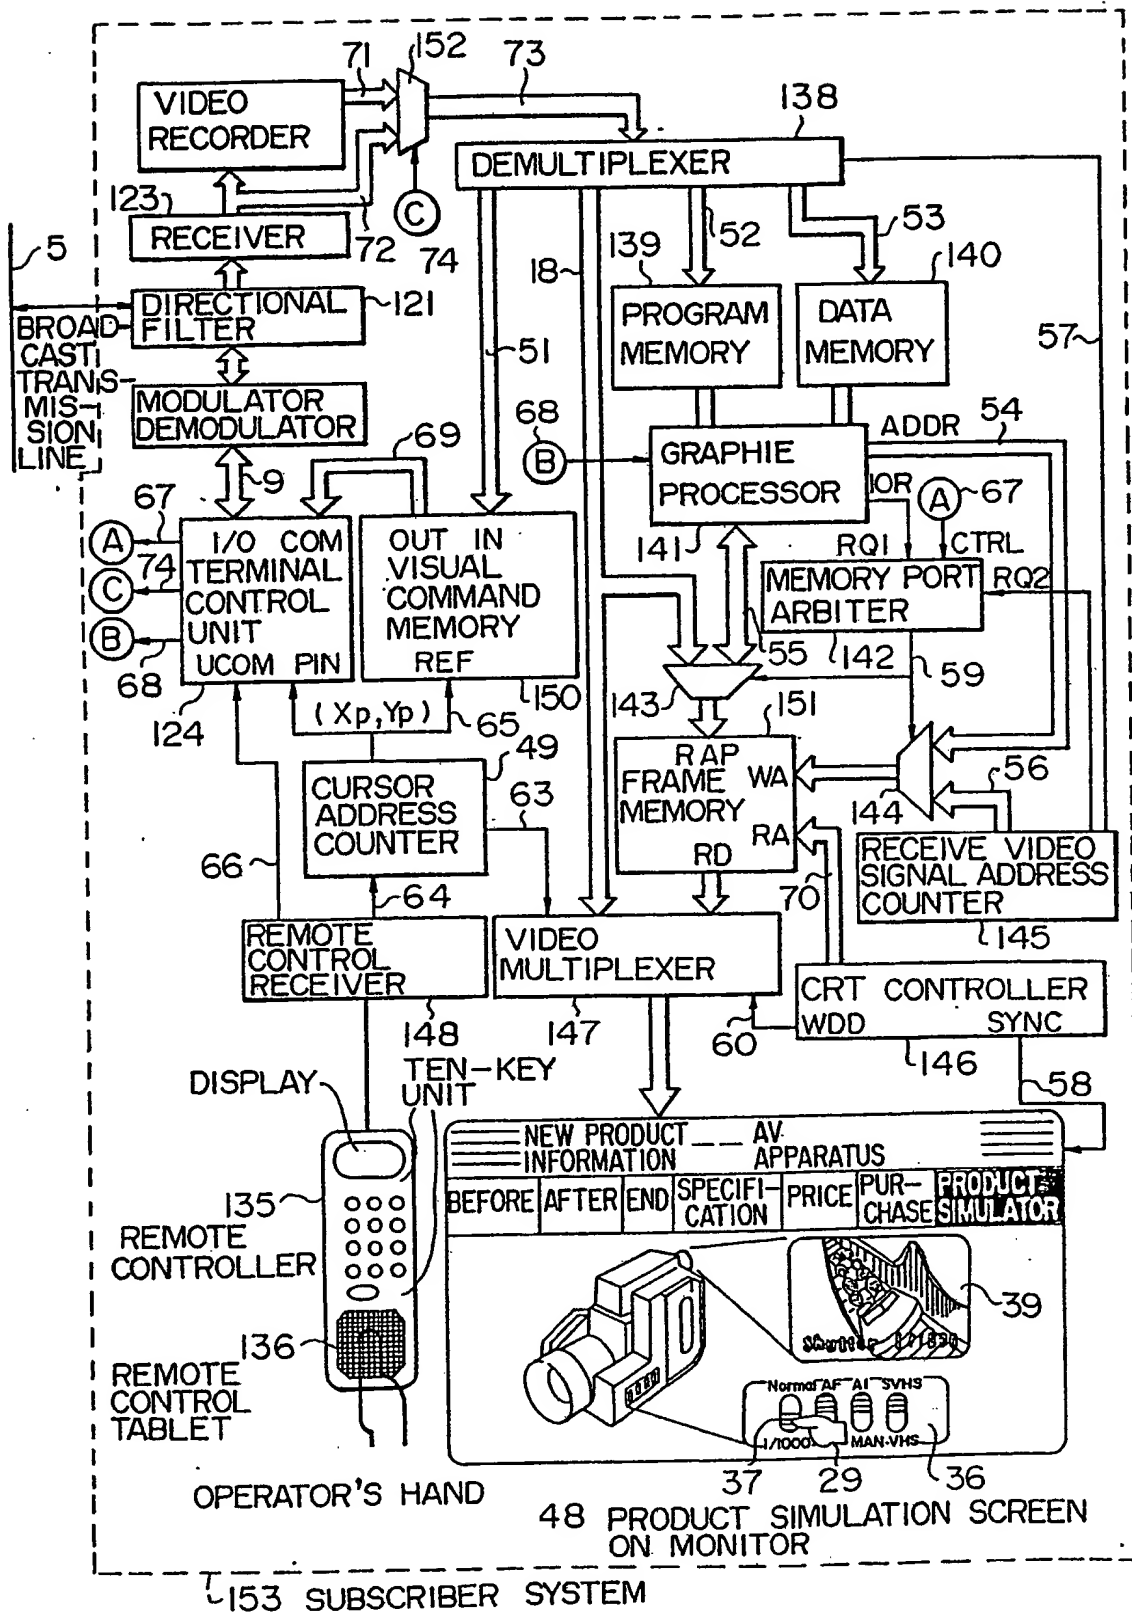 71
152
73
138
VIDEO
RECORDER
DEMULTIPLEXER
123
RECEIVER
72
C
74
5
18
52
53
139
140
DIRECTIONAL
FILTER
121
BROAD
CAST
TRANS-
MIS-
SION
LINE
51
PROGRAM
MEMORY
DATA
MEMORY
57
MODULATOR
DEMODULATOR
69
68
B
ADDR
54
GRAPHIE
PROCESSOR
IOR
A
67
9
67
A
74
C
B
68
I/O COM
TERMINAL
CONTROL
UNIT
UCOM PIN
124
OUT IN
VISUAL
COMMAND
MEMORY
REF
150
141
RQ1
CTRL
MEMORY PORT
ARBITER
RQ2
55
142
59
143
(Xp,Yp)
65
49
151
CURSOR
ADDRESS
COUNTER
63
RAP
FRAME
MEMORY
WA
RA
RD
144
56
66
64
70
RECEIVE VIDEO
SIGNAL ADDRESS
COUNTER
145
REMOTE
CONTROL
RECEIVER
148
VIDEO
MULTIPLEXER
147
60
CRT CONTROLLER
WDD SYNC
146
58
DISPLAY
TEN-KEY
UNIT
NEW PRODUCT__ AV
INFORMATION APPARATUS
BEFORE
AFTER
END
SPECIFI-
CATION
PRICE
PUR-
CHASE
PRODUCT
SIMULATOR
135
REMOTE
CONTROLLER
136
REMOTE
CONTROL
TABLET
39
Shutter
Normal AF AI SVHS
1/1000
MAN-VHS
37
29
36
OPERATOR'S HAND
48 PRODUCT SIMULATION SCREEN
ON MONITOR
153 SUBSCRIBER SYSTEM